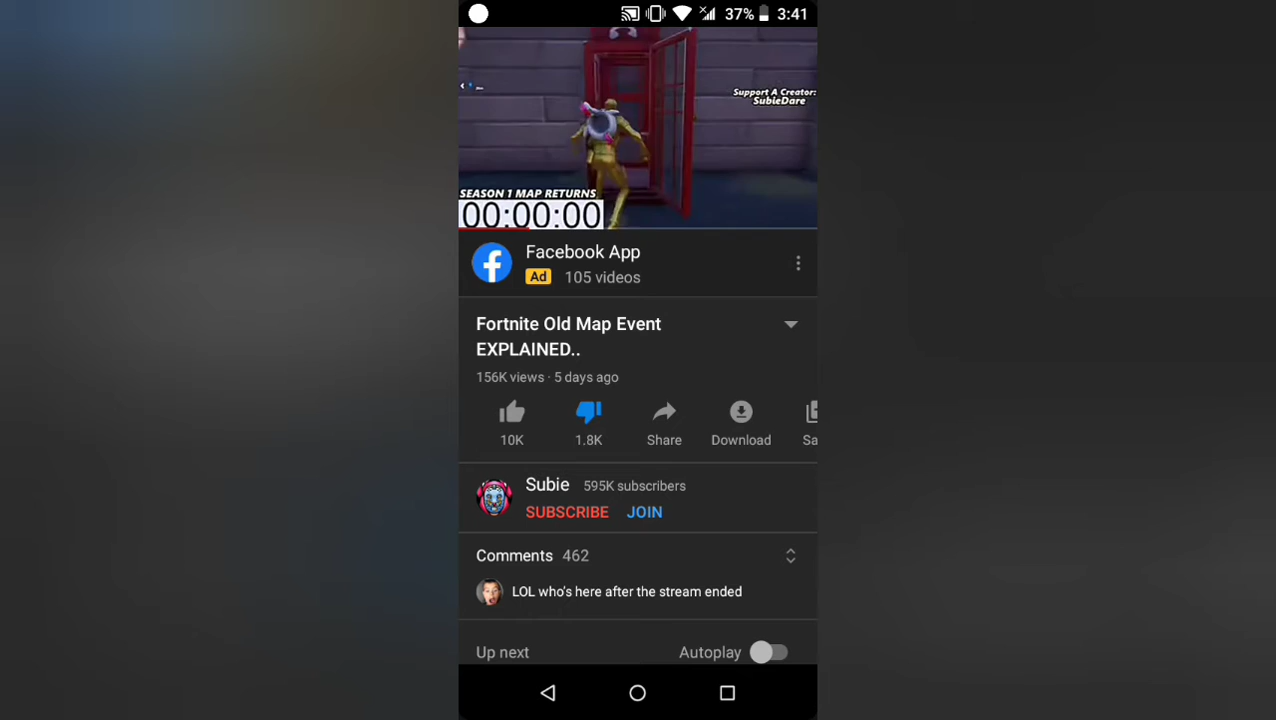 37% 3:41
Support A Creator:
SubieDare
SEASON 1 MAP RETURNS
00:00:00
Facebook App
Ad 105 videos
Fortnite Old Map Event
EXPLAINED..
156K views · 5 days ago
10K 1.8K Share Download Sa
Subie 595K subscribers
SUBSCRIBE JOIN
Comments 462
LOL who's here after the stream ended
Up next Autoplay